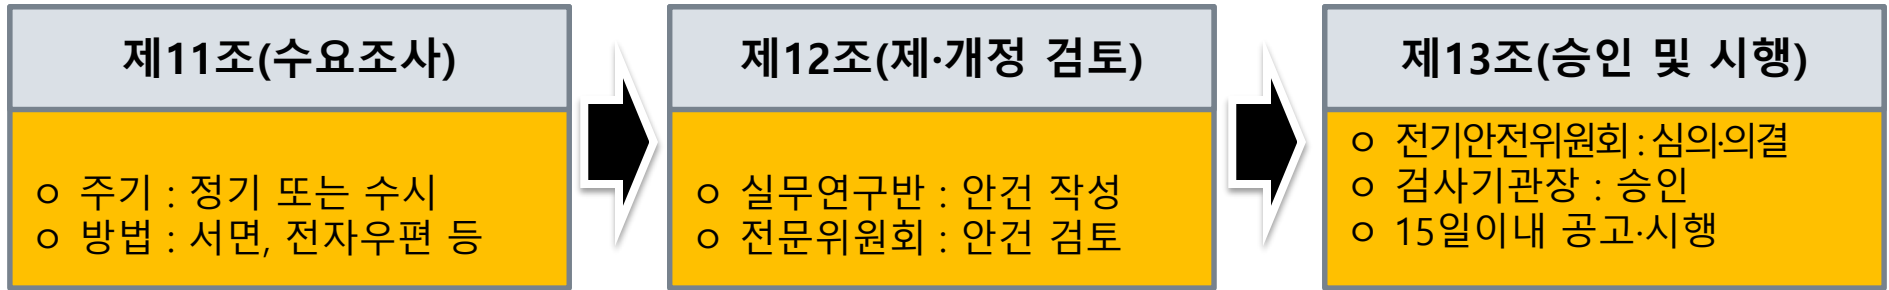 제11조(수요조사)
○ 주기 : 정기 또는 수시
○ 방법 : 서면, 전자우편 등
제12조(제·개정 검토)
○ 실무연구반 : 안건 작성
○ 전문위원회 : 안건 검토
제13조(승인 및 시행)
○ 전기안전위원회 : 심의·의결
○ 검사기관장 : 승인
○ 15일이내 공고·시행